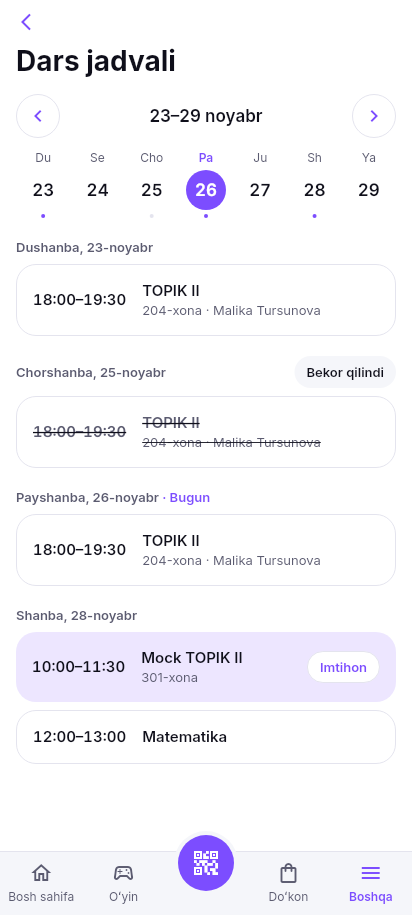 Dars jadvali
23–29 noyabr
Du Se Cho Pa Ju Sh Ya
23 24 25 26 27 28 29
Dushanba, 23-noyabr
18:00–19:30 TOPIK II
204-xona · Malika Tursunova
Chorshanba, 25-noyabr Bekor qilindi
18:00–19:30 TOPIK II
204-xona · Malika Tursunova
Payshanba, 26-noyabr · Bugun
18:00–19:30 TOPIK II
204-xona · Malika Tursunova
Shanba, 28-noyabr
10:00–11:30 Mock TOPIK II Imtihon
301-xona
12:00–13:00 Matematika
Bosh sahifa Oʻyin Doʻkon Boshqa